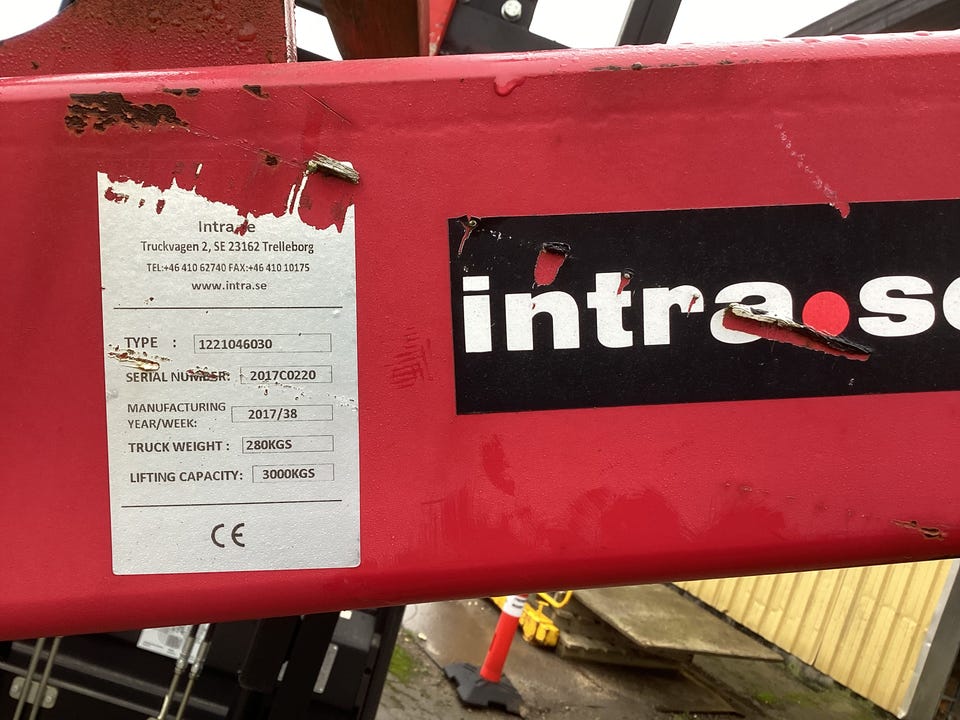 Intra.se
Truckvagen 2, SE 23162 Trelleborg
TEL:+46 410 62740 FAX:+46 410 10175
www.intra.se
TYPE : 1221046030
SERIAL NUMBER: 2017C0220
MANUFACTURING
YEAR/WEEK: 2017/38
TRUCK WEIGHT : 280KGS
LIFTING CAPACITY: 3000KGS
CE
intra.se